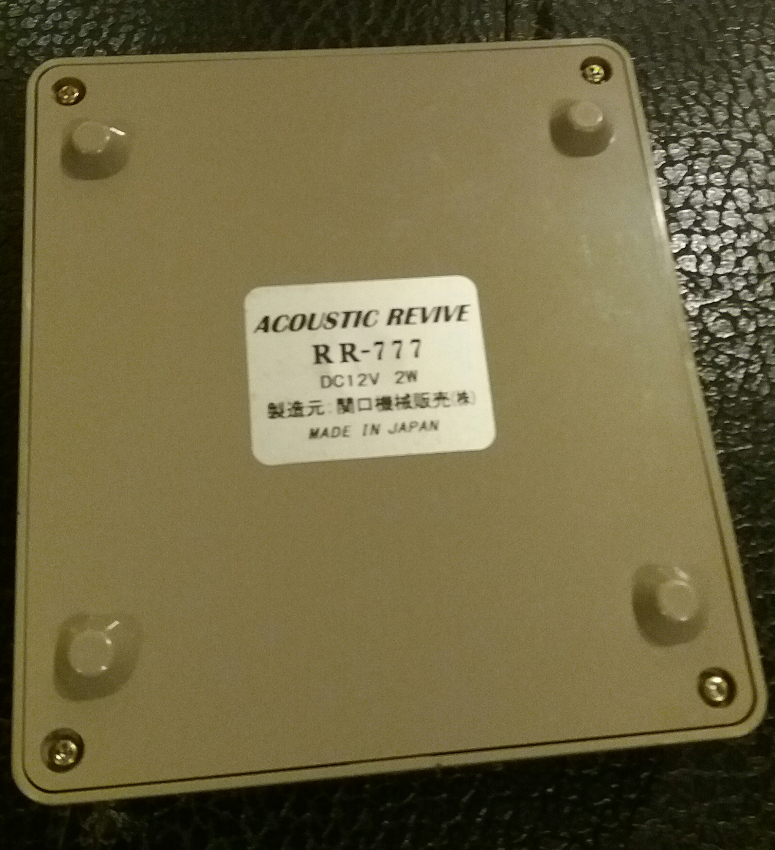 ACOUSTIC REVIVE
RR-777
DC12V 2W
製造元:関口機械販売(株)
MADE IN JAPAN